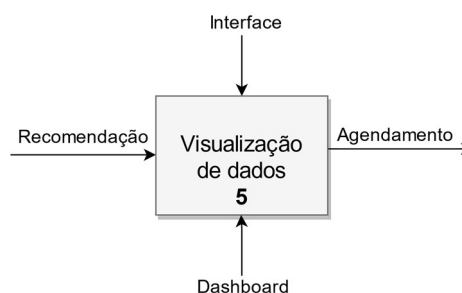 Interface
Recomendação
Visualização
de dados
5
Agendamento
Dashboard